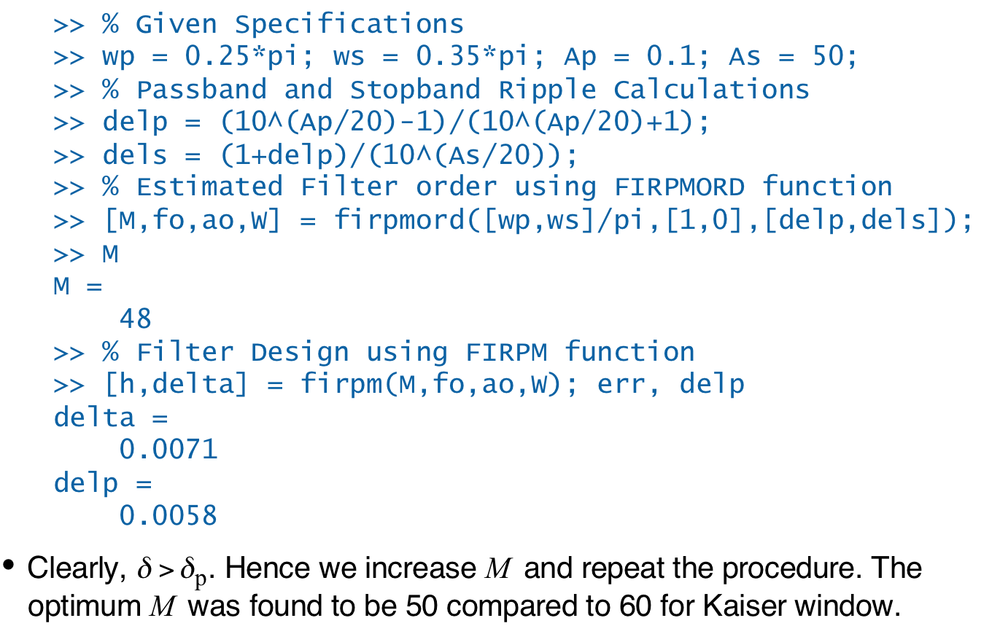 >> % Given Specifications
>> wp = 0.25*pi; ws = 0.35*pi; Ap = 0.1; As = 50;
>> % Passband and Stopband Ripple Calculations
>> delp = (10^(Ap/20)-1)/(10^(Ap/20)+1);
>> dels = (1+delp)/(10^(As/20));
>> % Estimated Filter order using FIRPMORD function
>> [M,fo,ao,W] = firpmord([wp,ws]/pi,[1,0],[delp,dels]);
>> M
M =
48
>> % Filter Design using FIRPM function
>> [h,delta] = firpm(M,fo,ao,W); err, delp
delta =
0.0071
delp =
0.0058
• Clearly, δ > δp. Hence we increase M and repeat the procedure. The
optimum M was found to be 50 compared to 60 for Kaiser window.